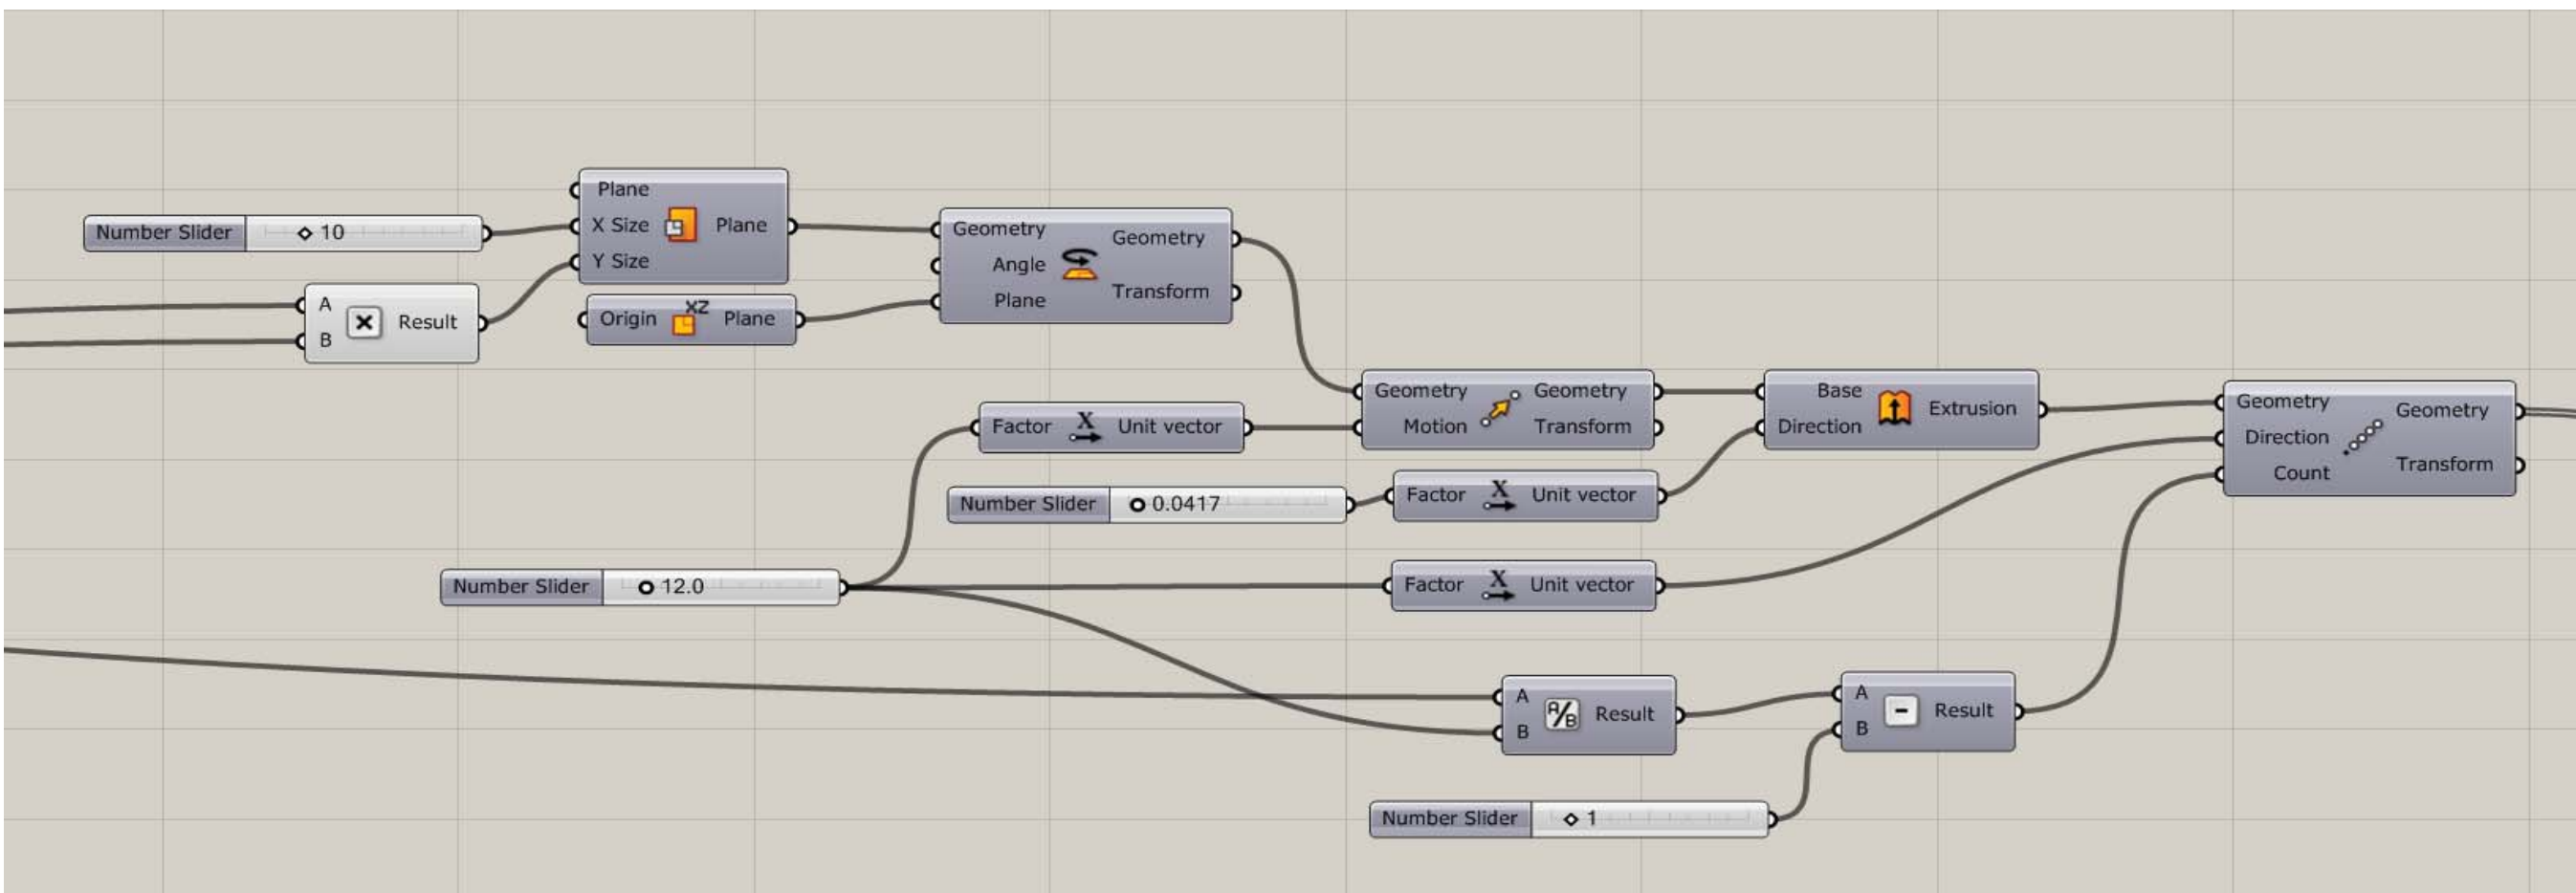 Number Slider 10
A
B
Result
Plane
X Size
Y Size
Plane
Origin XZ Plane
Geometry
Angle
Plane
Geometry
Transform
Factor X Unit vector
Number Slider 0.0417
Number Slider 12.0
Geometry
Motion
Geometry
Transform
Factor X Unit vector
Factor X Unit vector
Base
Direction
Extrusion
A
B
A/B
Result
A
B
Result
Number Slider 1
Geometry
Direction
Count
Geometry
Transform